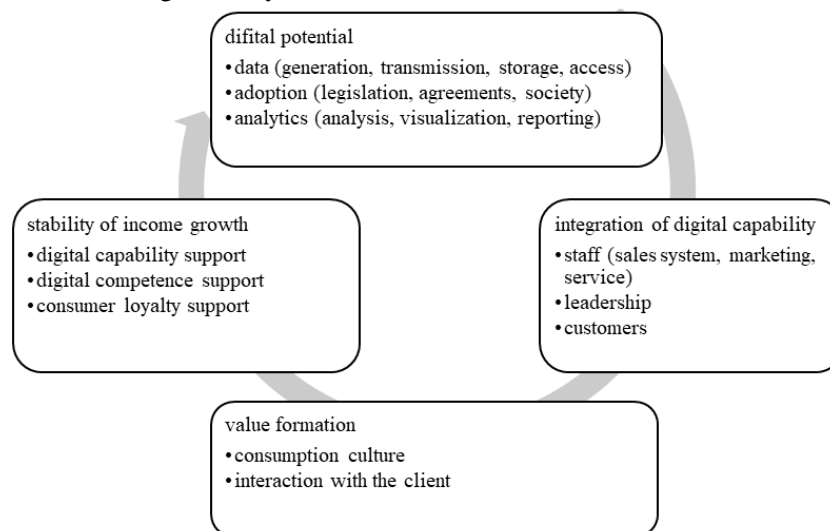 difital potential
•data (generation, transmission, storage, access)
•adoption (legislation, agreements, society)
•analytics (analysis, visualization, reporting)
stability of income growth
•digital capability support
•digital competence support
•consumer loyalty support
integration of digital capability
•staff (sales system, marketing,
service)
•leadership
•customers
value formation
•consumption culture
•interaction with the client